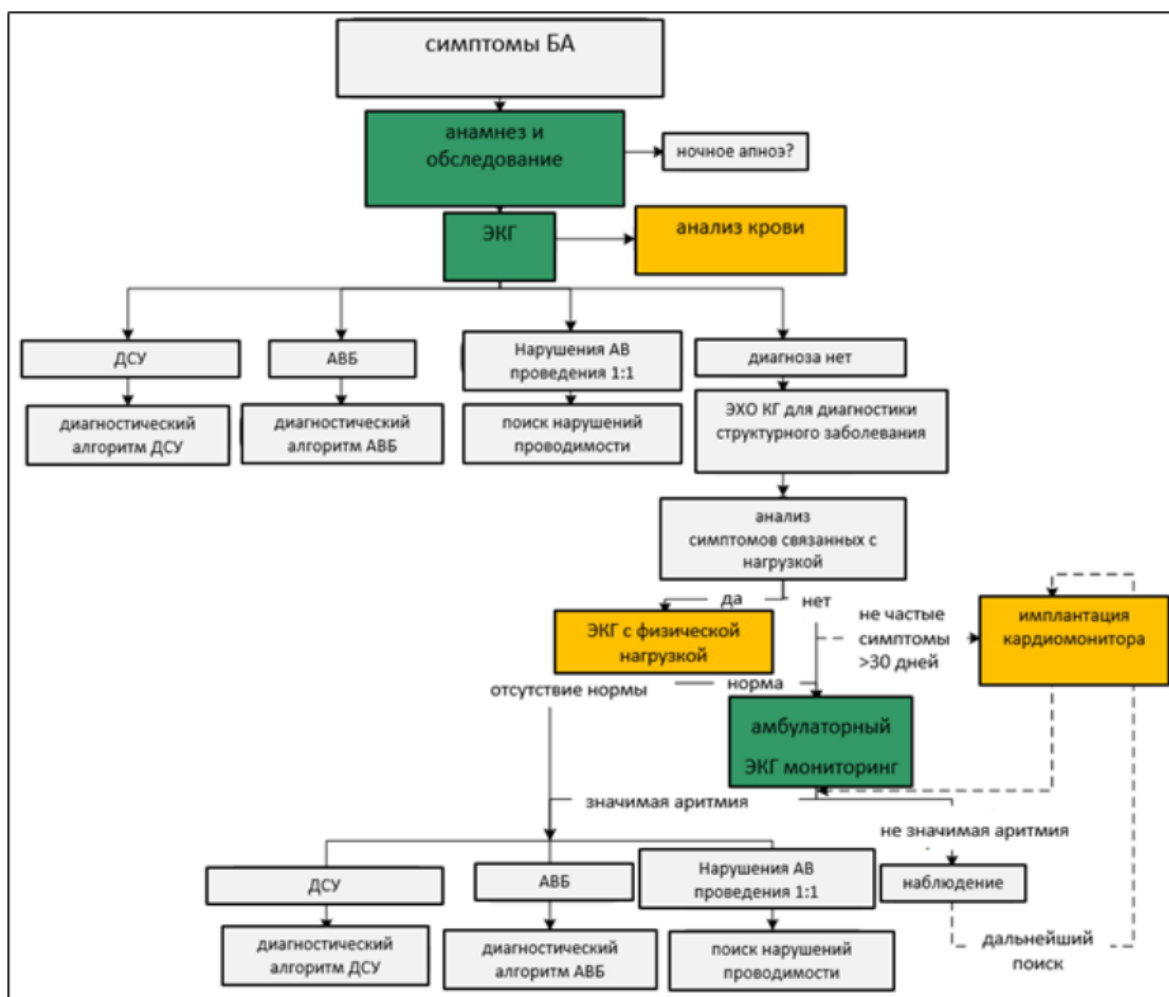 симптомы БА
анамнез и
обследование
ночное апноэ?
ЭКГ
анализ крови
ДСУ
АВБ
Нарушения АВ
проведения 1:1
диагноза нет
диагностический
алгоритм ДСУ
диагностический
алгоритм АВБ
поиск нарушений
проводимости
ЭХО КГ для диагностики
структурного заболевания
анализ
симптомов связанных с
нагрузкой
да
нет
ЭКГ с физической
нагрузкой
не частые
симптомы
>30 дней
имплантация
кардиомонитора
отсутствие нормы
норма
амбулаторный
ЭКГ мониторинг
значимая аритмия
не значимая аритмия
ДСУ
АВБ
Нарушения АВ
проведения 1:1
наблюдение
диагностический
алгоритм ДСУ
диагностический
алгоритм АВБ
поиск нарушений
проводимости
дальнейший
поиск